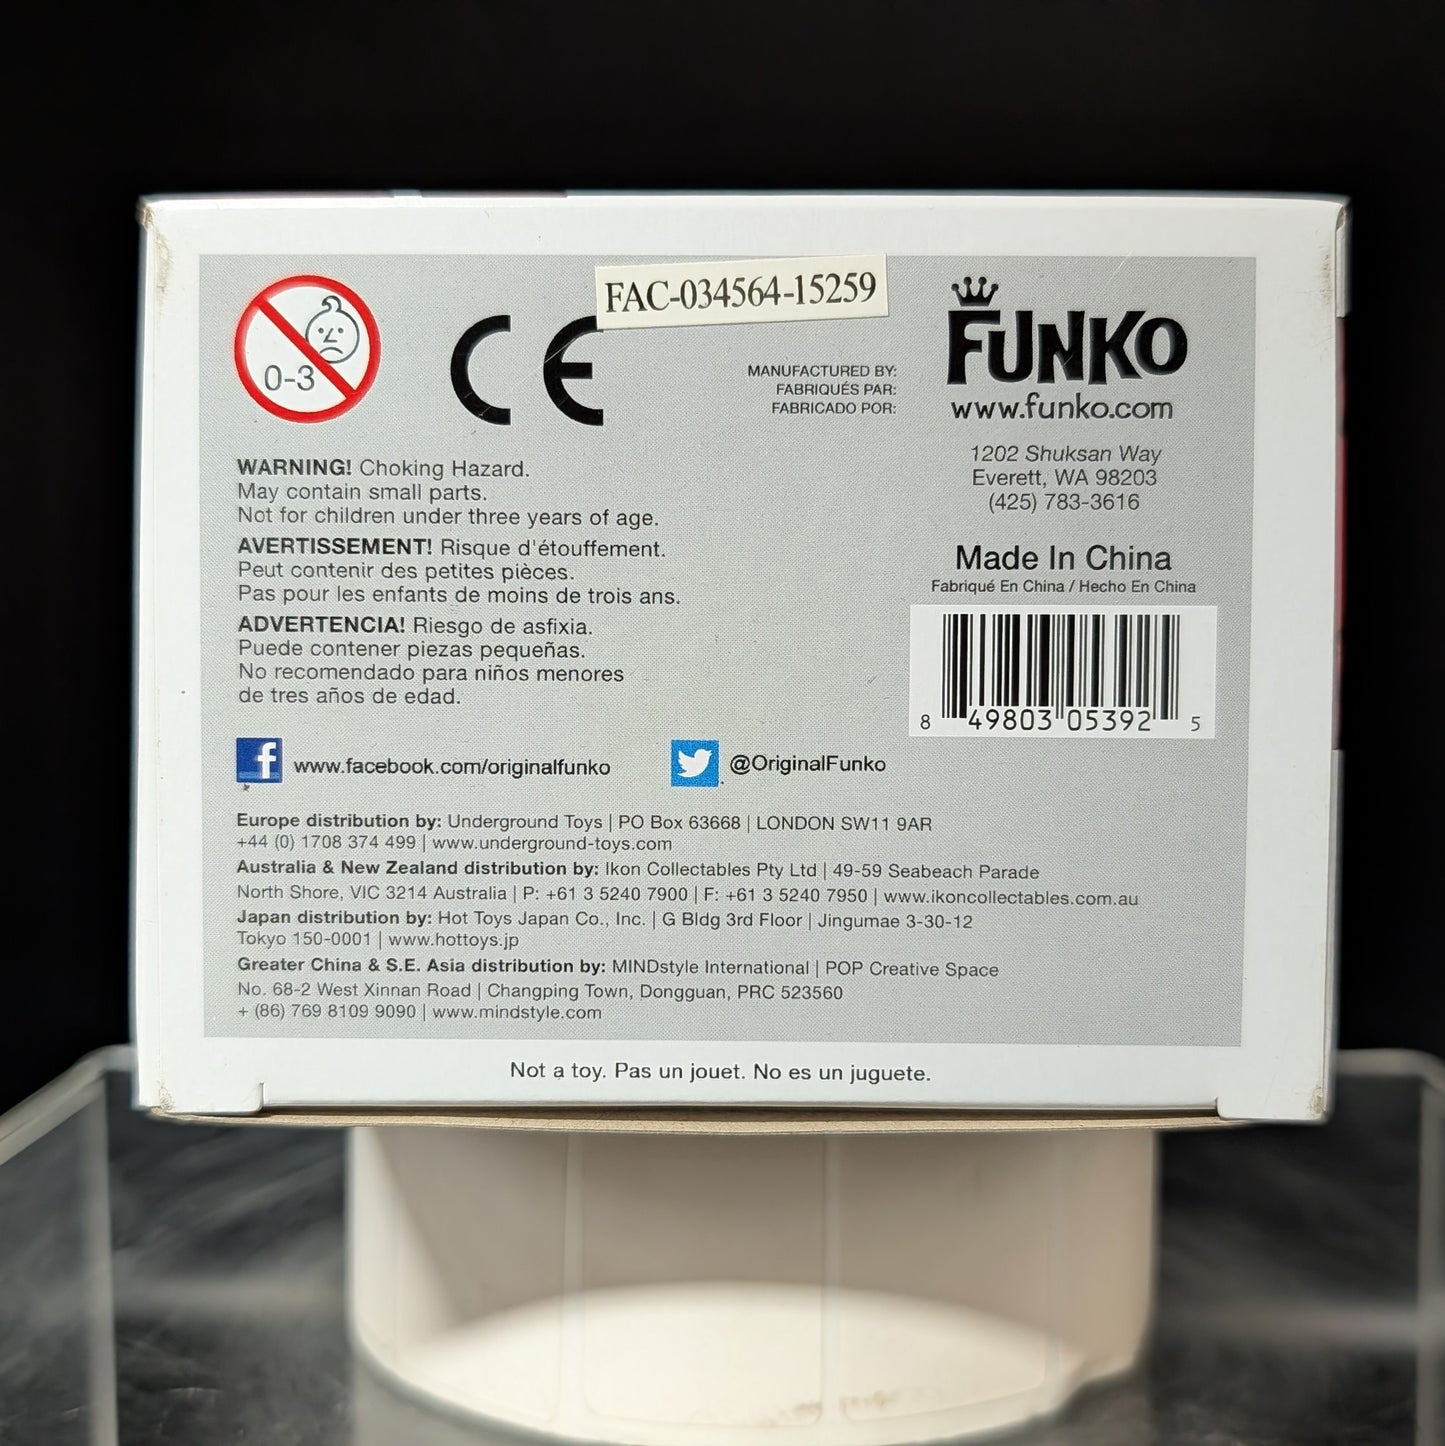 FAC-034564-15259
0-3
CE
MANUFACTURED BY:
FABRIQUÉS PAR:
FABRICADO POR:
FUNKO
www.funko.com
1202 Shuksan Way
Everett, WA 98203
(425) 783-3616
Made In China
Fabriqué En China / Hecho En China
8 49803 05392 5
WARNING! Choking Hazard.
May contain small parts.
Not for children under three years of age.
AVERTISSEMENT! Risque d'étouffement.
Peut contenir des petites pièces.
Pas pour les enfants de moins de trois ans.
ADVERTENCIA! Riesgo de asfixia.
Puede contener piezas pequeñas.
No recomendado para niños menores
de tres años de edad.
f www.facebook.com/originalfunko
@OriginalFunko
Europe distribution by: Underground Toys | PO Box 63668 | LONDON SW11 9AR
+44 (0) 1708 374 499 | www.underground-toys.com
Australia & New Zealand distribution by: Ikon Collectables Pty Ltd | 49-59 Seabeach Parade
North Shore, VIC 3214 Australia | P: +61 3 5240 7900 | F: +61 3 5240 7950 | www.ikoncollectables.com.au
Japan distribution by: Hot Toys Japan Co., Inc. | G Bldg 3rd Floor | Jingumae 3-30-12
Tokyo 150-0001 | www.hottoys.jp
Greater China & S.E. Asia distribution by: MINDstyle International | POP Creative Space
No. 68-2 West Xinnan Road | Changping Town, Dongguan, PRC 523560
+ (86) 769 8109 9090 | www.mindstyle.com
Not a toy. Pas un jouet. No es un juguete.